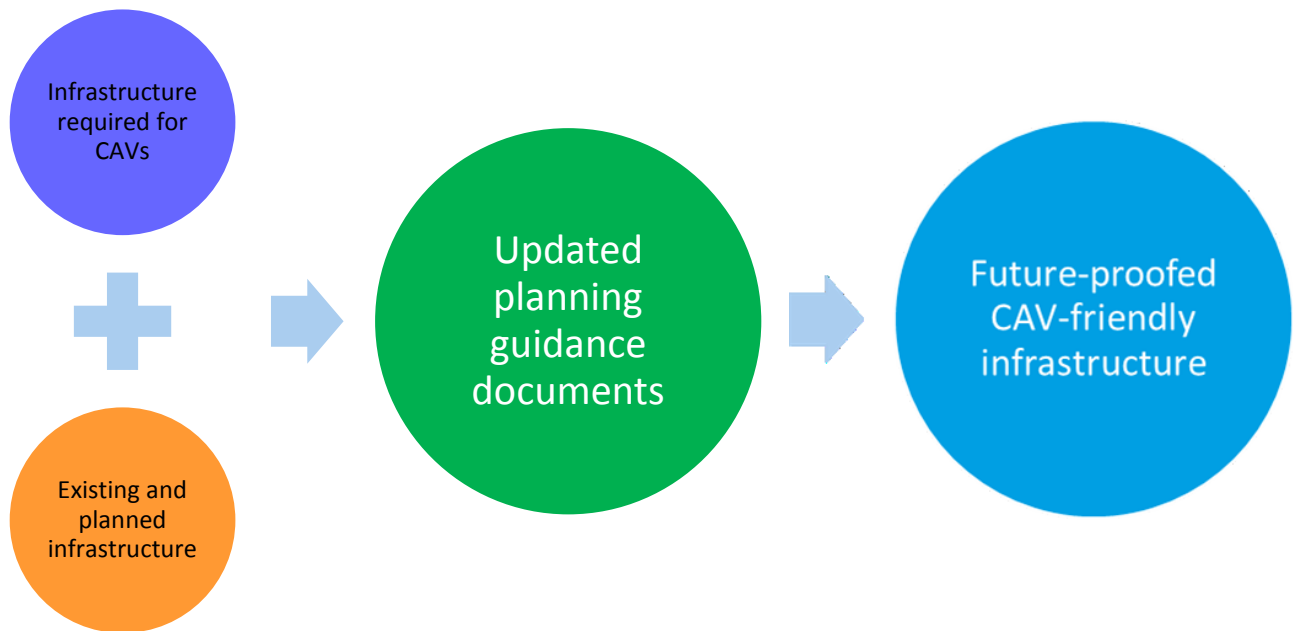 Infrastructure
required for
CAVs
Existing and
planned
infrastructure
Updated
planning
guidance
documents
Future-proofed
CAV-friendly
infrastructure